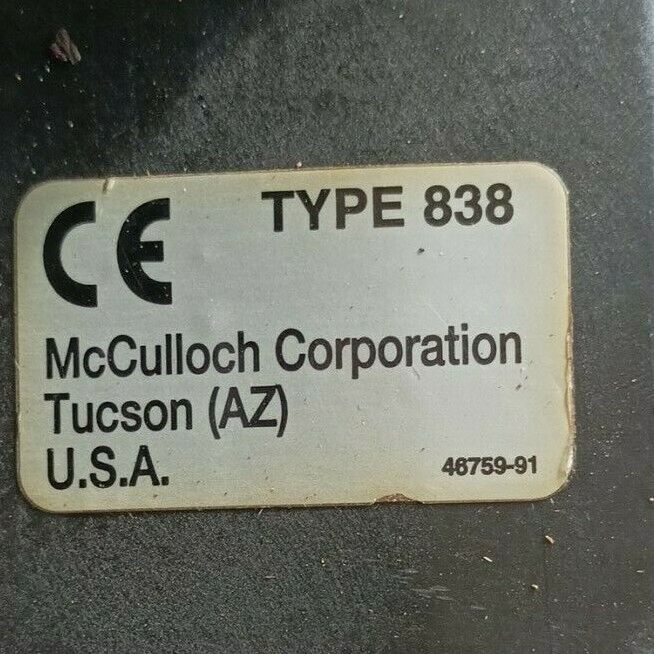 CE TYPE 838
McCulloch Corporation
Tucson (AZ)
U.S.A. 46759-91